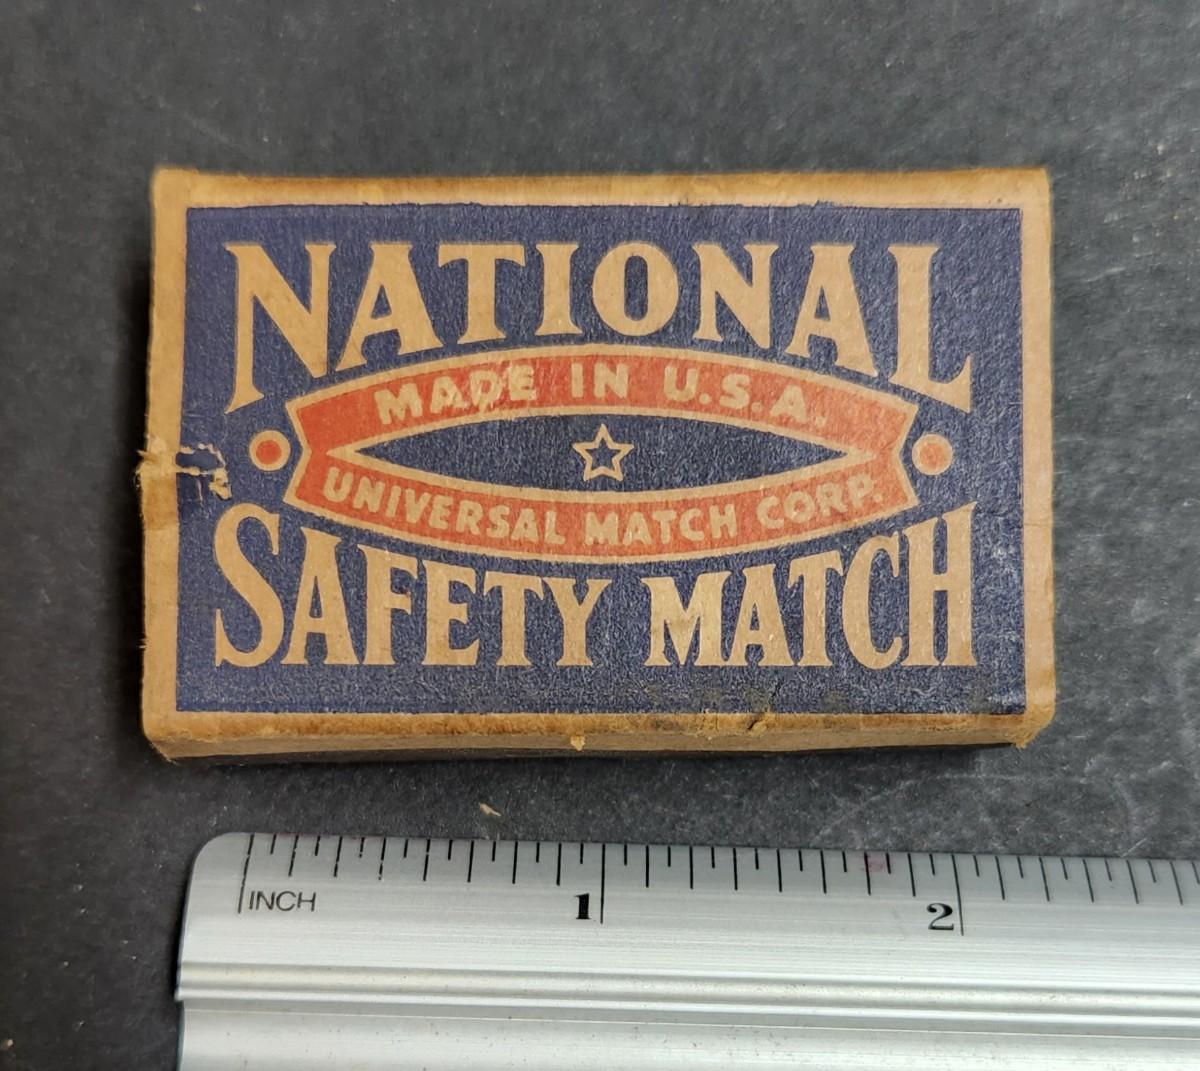 NATIONAL
MADE IN U.S.A.
UNIVERSAL MATCH CORP.
SAFETY MATCH
INCH
1
2